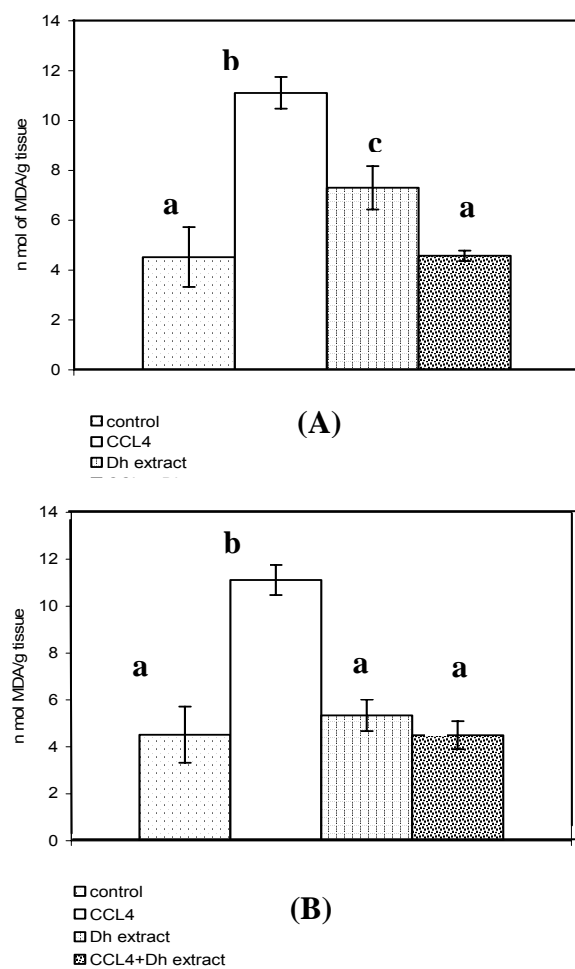 14
12
10
8
6
4
2
0
n mol of MDA/g tissue
a
b
c
a
control
CCL4
Dh extract
(A)
14
12
10
8
6
4
2
0
n mol MDA/g tissue
a
b
a
a
control
CCL4
Dh extract
CCL4+Dh extract
(B)